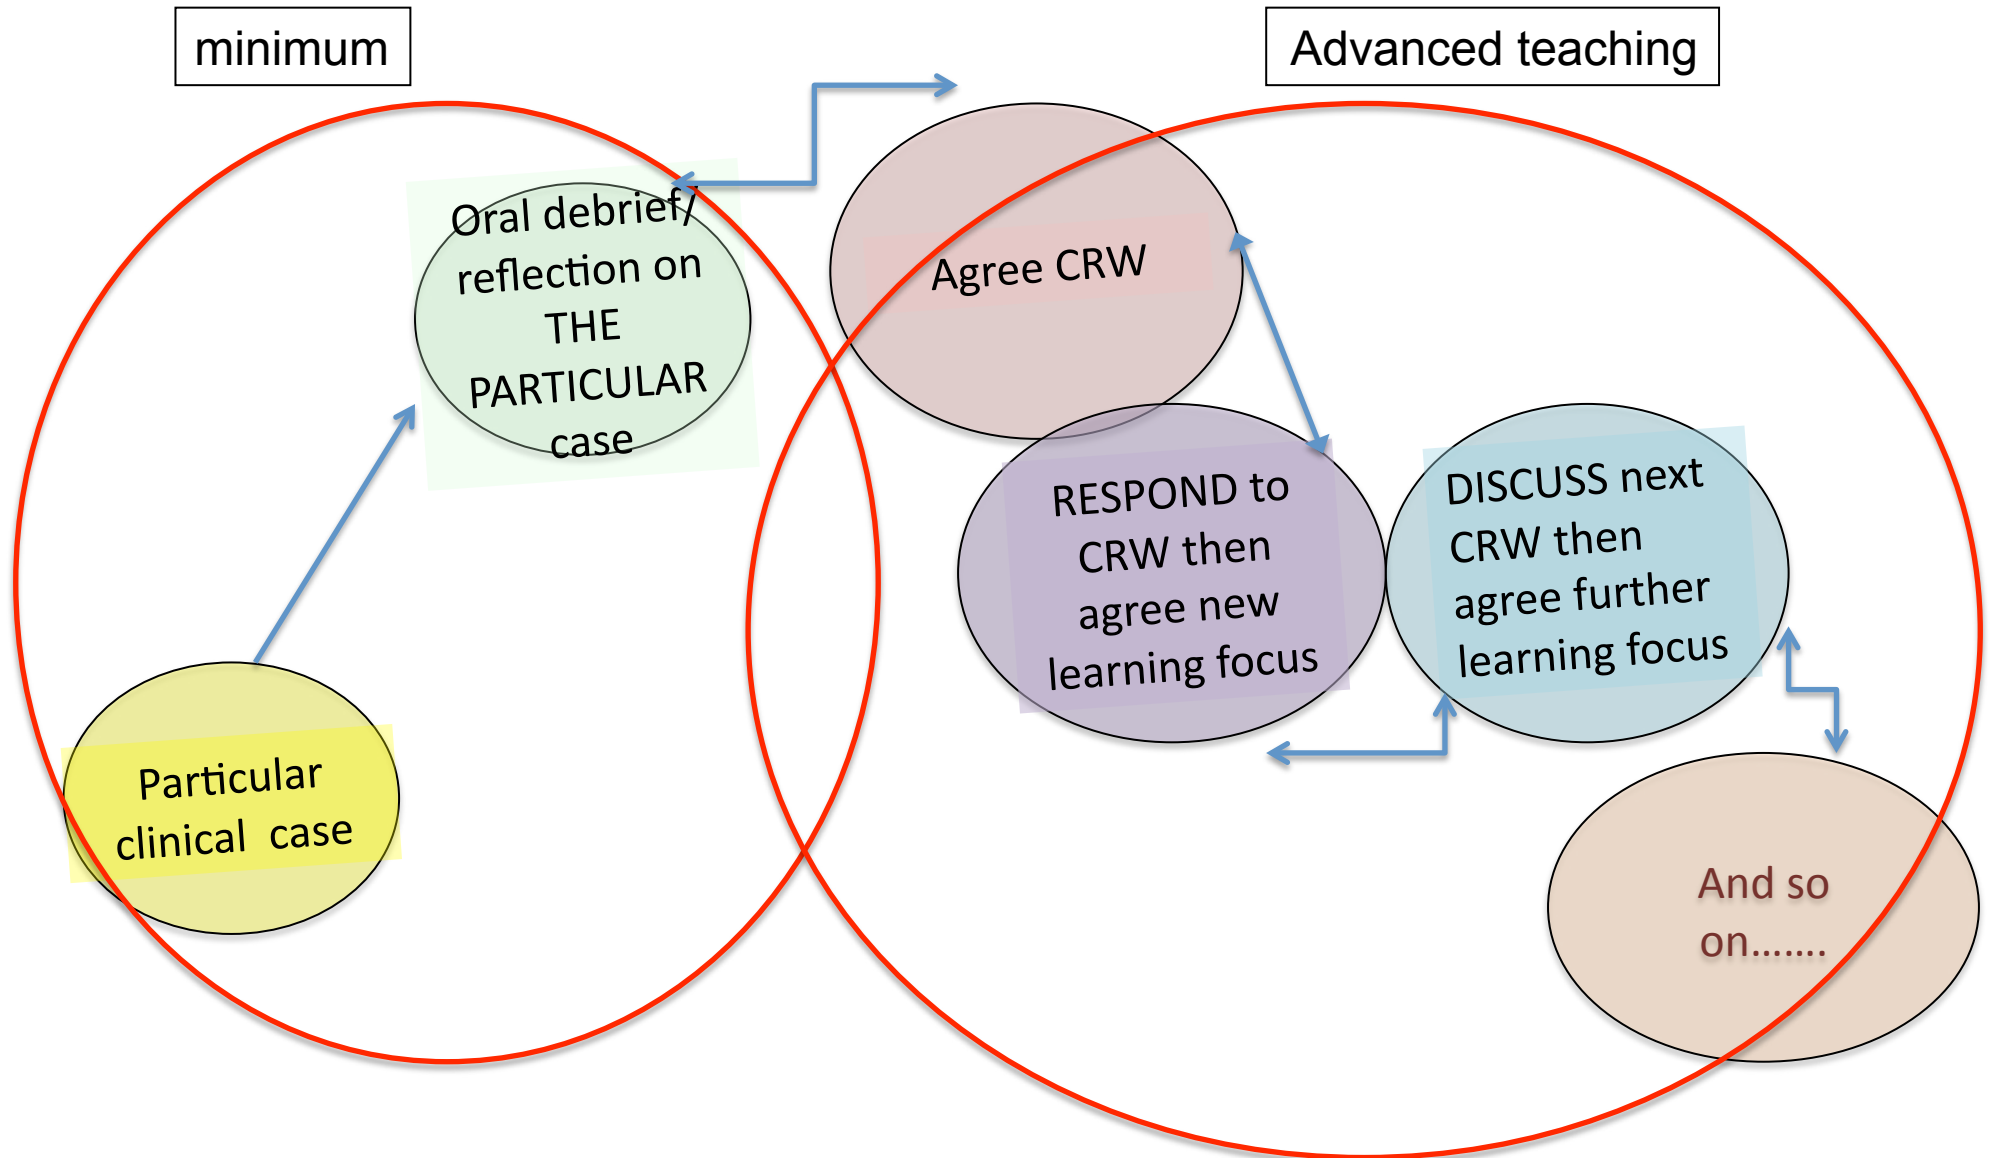 minimum
Advanced teaching
Oral debrief/
reflection on
THE
PARTICULAR
case
Agree CRW
RESPOND to
CRW then
agree new
learning focus
DISCUSS next
CRW then
agree further
learning focus
Particular
clinical  case
And so
on.......